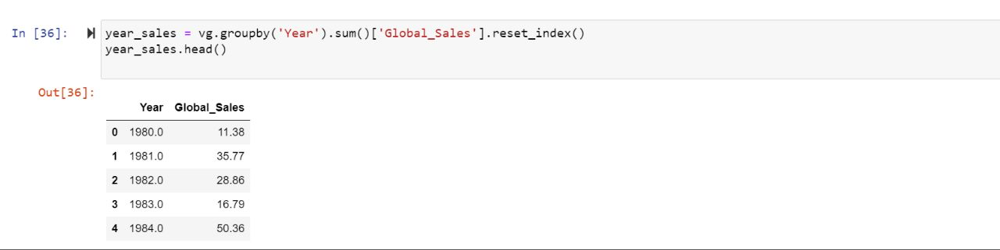 In [36]: year_sales = vg.groupby('Year').sum()['Global_Sales'].reset_index()
year_sales.head()
Out[36]:
Year Global_Sales
0 1980.0 11.38
1 1981.0 35.77
2 1982.0 28.86
3 1983.0 16.79
4 1984.0 50.36